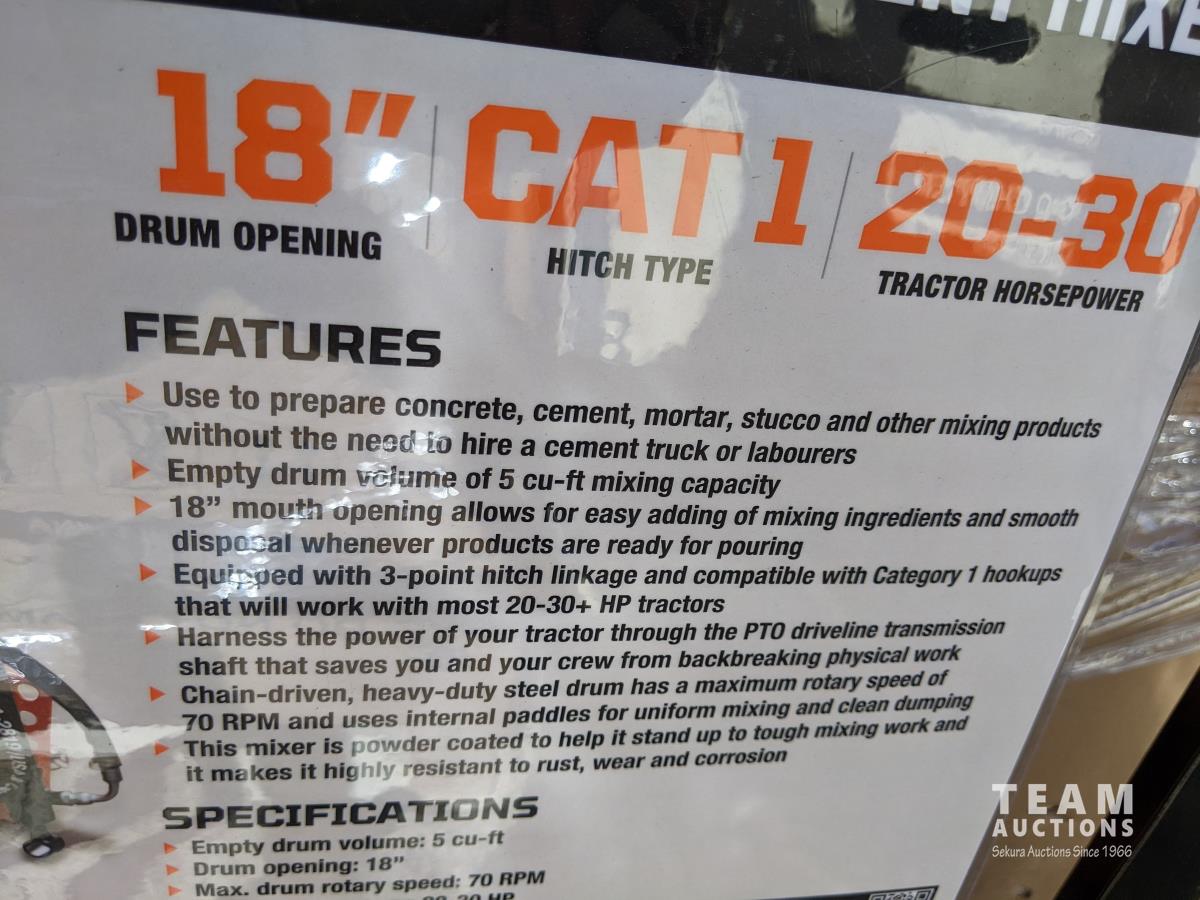 18" CAT 1 20-30
DRUM OPENING HITCH TYPE TRACTOR HORSEPOWER
FEATURES
Use to prepare concrete, cement, mortar, stucco and other mixing products
without the need to hire a cement truck or labourers
Empty drum volume of 5 cu-ft mixing capacity
18" mouth opening allows for easy adding of mixing ingredients and smooth
disposal whenever products are ready for pouring
Equipped with 3-point hitch linkage and compatible with Category 1 hookups
that will work with most 20-30+ HP tractors
Harness the power of your tractor through the PTO driveline transmission
shaft that saves you and your crew from backbreaking physical work
Chain-driven, heavy-duty steel drum has a maximum rotary speed of
70 RPM and uses internal paddles for uniform mixing and clean dumping
This mixer is powder coated to help it stand up to tough mixing work and
it makes it highly resistant to rust, wear and corrosion
SPECIFICATIONS
Empty drum volume: 5 cu-ft
Drum opening: 18"
Max. drum rotary speed: 70 RPM
TEAM
AUCTIONS
Sekura Auctions Since 1966